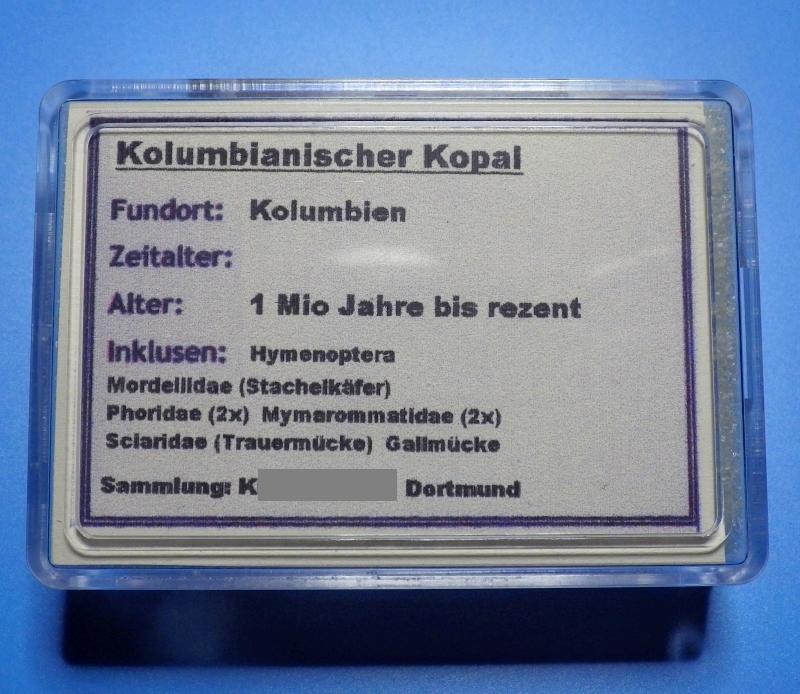 Kolumbianischer Kopal
Fundort: Kolumbien
Zeitalter:
Alter: 1 Mio Jahre bis rezent
Inklusen: Hymenoptera
Mordellidae (Stachelkäfer)
Phoridae (2x) Mymarommatidae (2x)
Sciaridae (Trauermücke) Gallmücke
Sammlung: K Dortmund